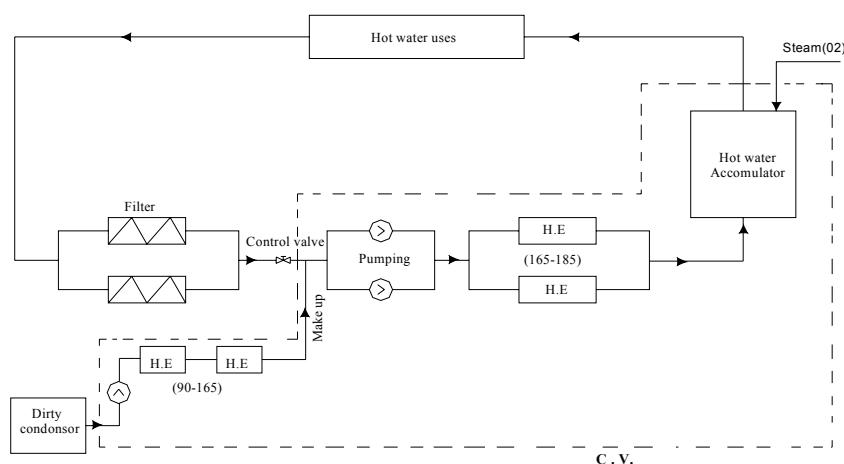 Hot water uses
Steam(02)
Hot water
Accomulator
Filter
Control valve
Pumping
H.E
(165-185)
H.E
Make up
H.E
H.E
(90-165)
Dirty
condonsor
C . V.